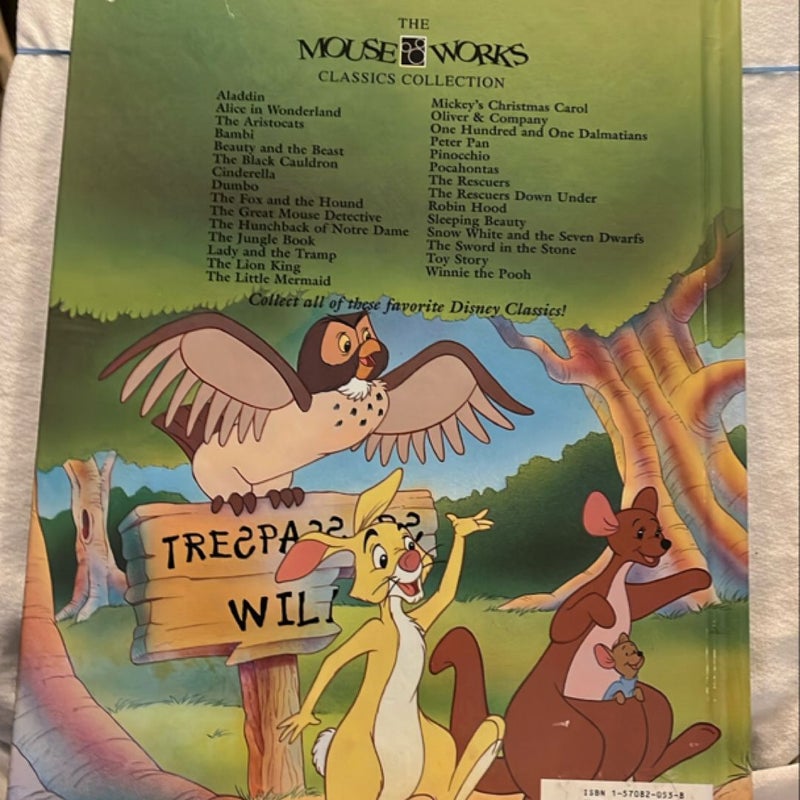 THE
MOUSE WORKS
CLASSICS COLLECTION
Aladdin
Alice in Wonderland
The Aristocats
Bambi
Beauty and the Beast
The Black Cauldron
Cinderella
Dumbo
The Fox and the Hound
The Great Mouse Detective
The Hunchback of Notre Dame
The Jungle Book
Lady and the Tramp
The Lion King
The Little Mermaid
Mickey's Christmas Carol
Oliver & Company
One Hundred and One Dalmatians
Peter Pan
Pinocchio
Pocahontas
The Rescuers
The Rescuers Down Under
Robin Hood
Sleeping Beauty
Snow White and the Seven Dwarfs
The Sword in the Stone
Toy Story
Winnie the Pooh
Collect all of these favorite Disney Classics!
WIL
ISBN 1-57082-053-8